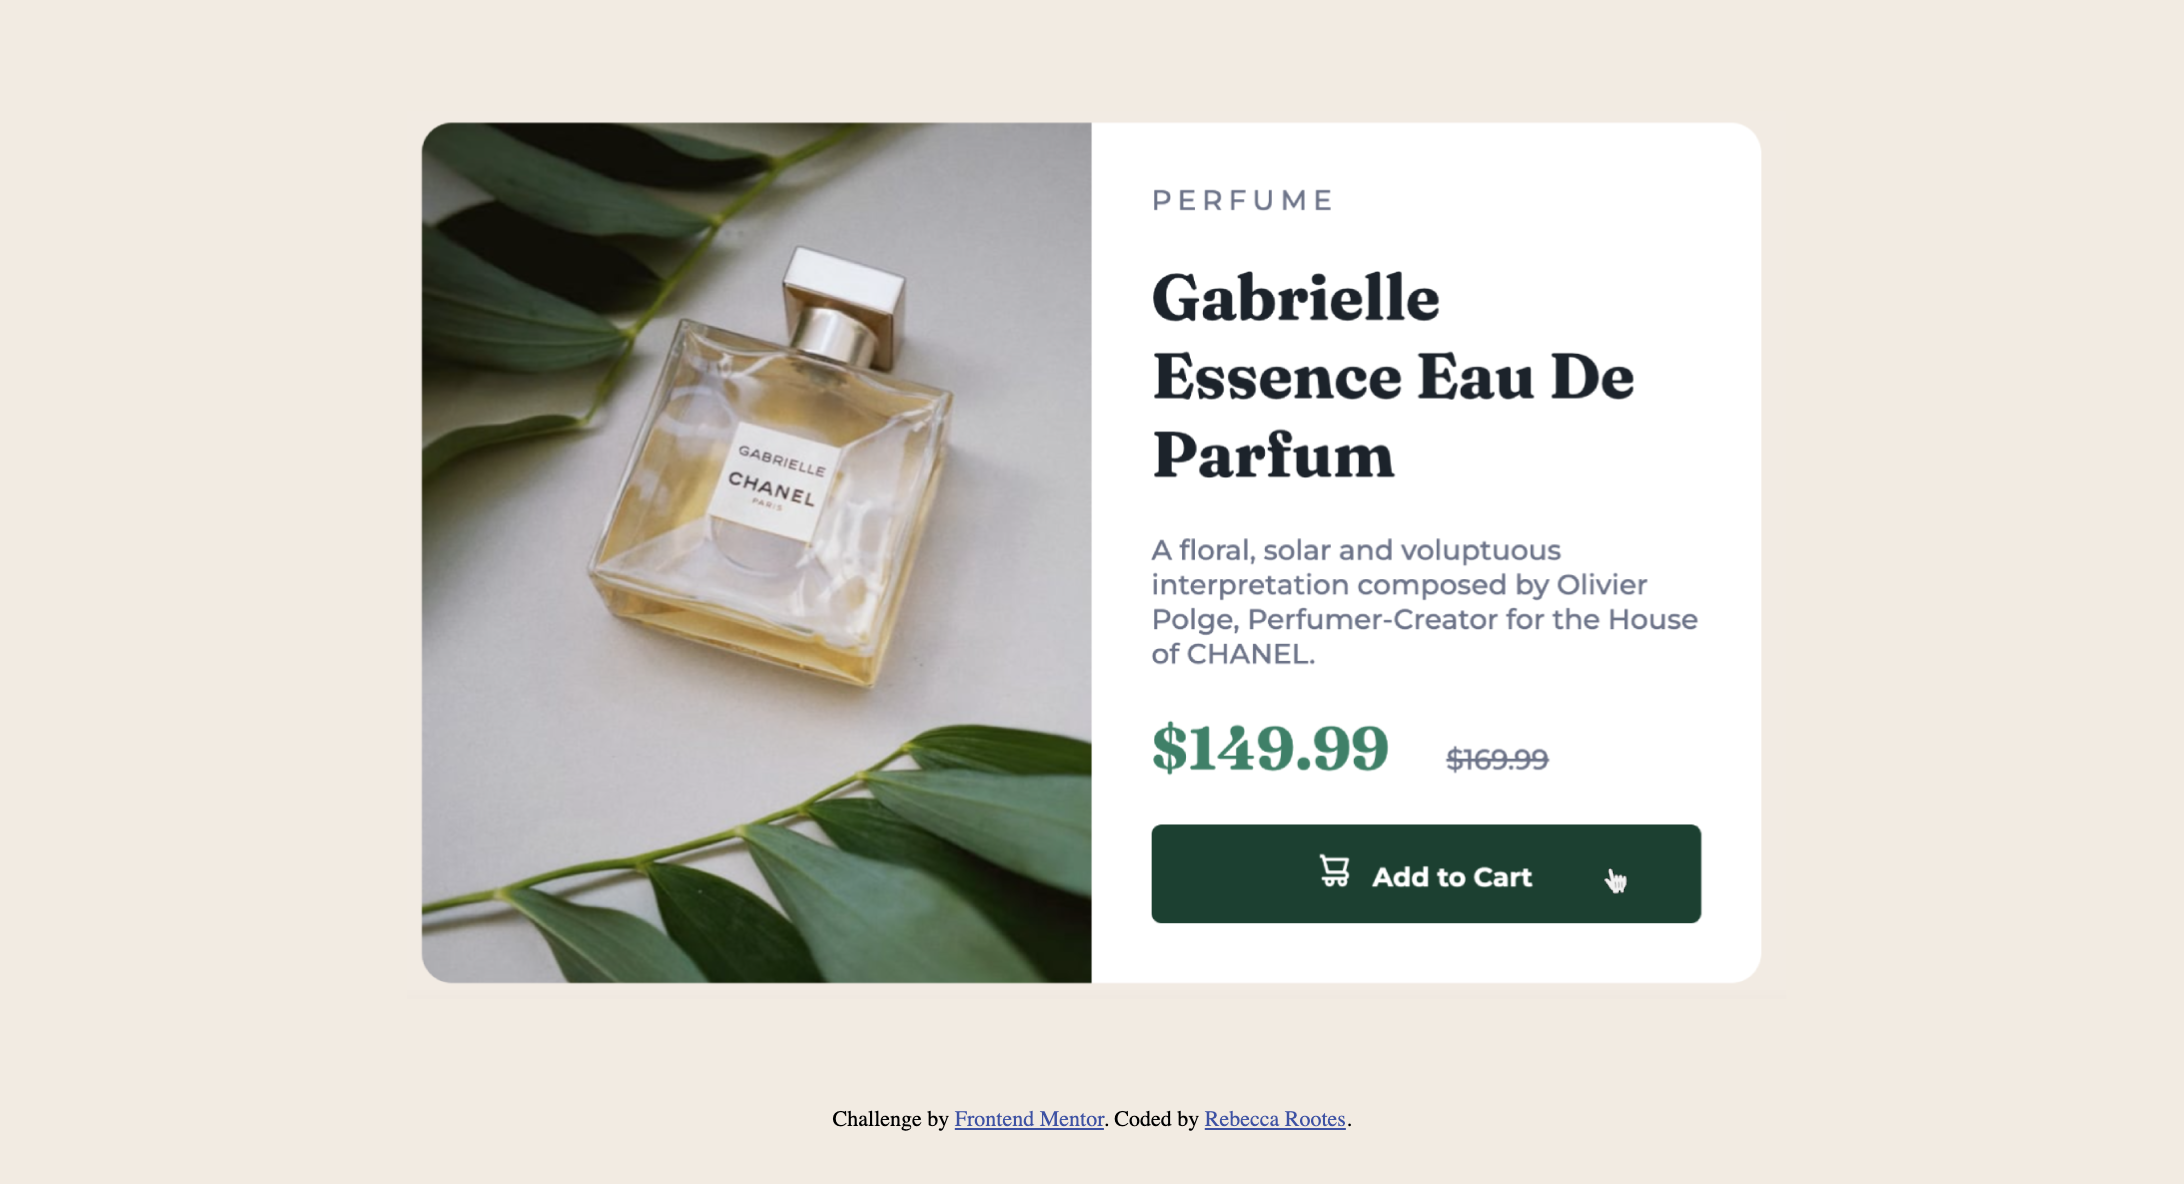 GABRIELLE
CHANEL
PARIS
PERFUME
Gabrielle
Essence Eau De
Parfum
A floral, solar and voluptuous
interpretation composed by Olivier
Polge, Perfumer-Creator for the House
of CHANEL.
$149.99 $169.99
Add to Cart
Challenge by Frontend Mentor. Coded by Rebecca Rootes.